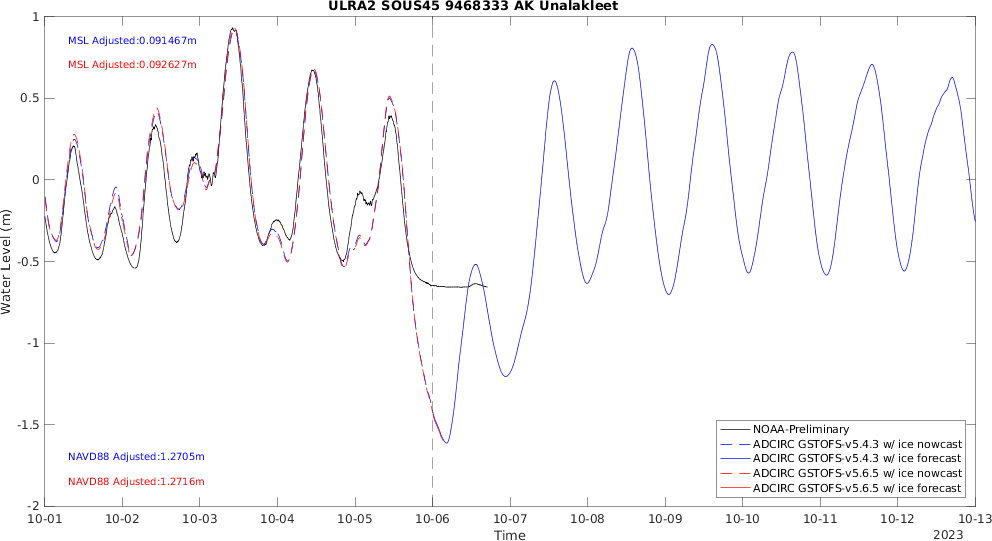 ULRA2 SOUS45 9468333 AK Unalakleet
MSL Adjusted:0.091467m
MSL Adjusted:0.092627m
NAVD88 Adjusted:1.2705m
NAVD88 Adjusted:1.2716m
Water Level (m)
1
0.5
0
-0.5
-1
-1.5
-2
NOAA-Preliminary
ADCIRC GSTOFS-v5.4.3 w/ ice nowcast
ADCIRC GSTOFS-v5.4.3 w/ ice forecast
ADCIRC GSTOFS-v5.6.5 w/ ice nowcast
ADCIRC GSTOFS-v5.6.5 w/ ice forecast
10-01 10-02 10-03 10-04 10-05 10-06 10-07 10-08 10-09 10-10 10-11 10-12 10-13
Time
2023